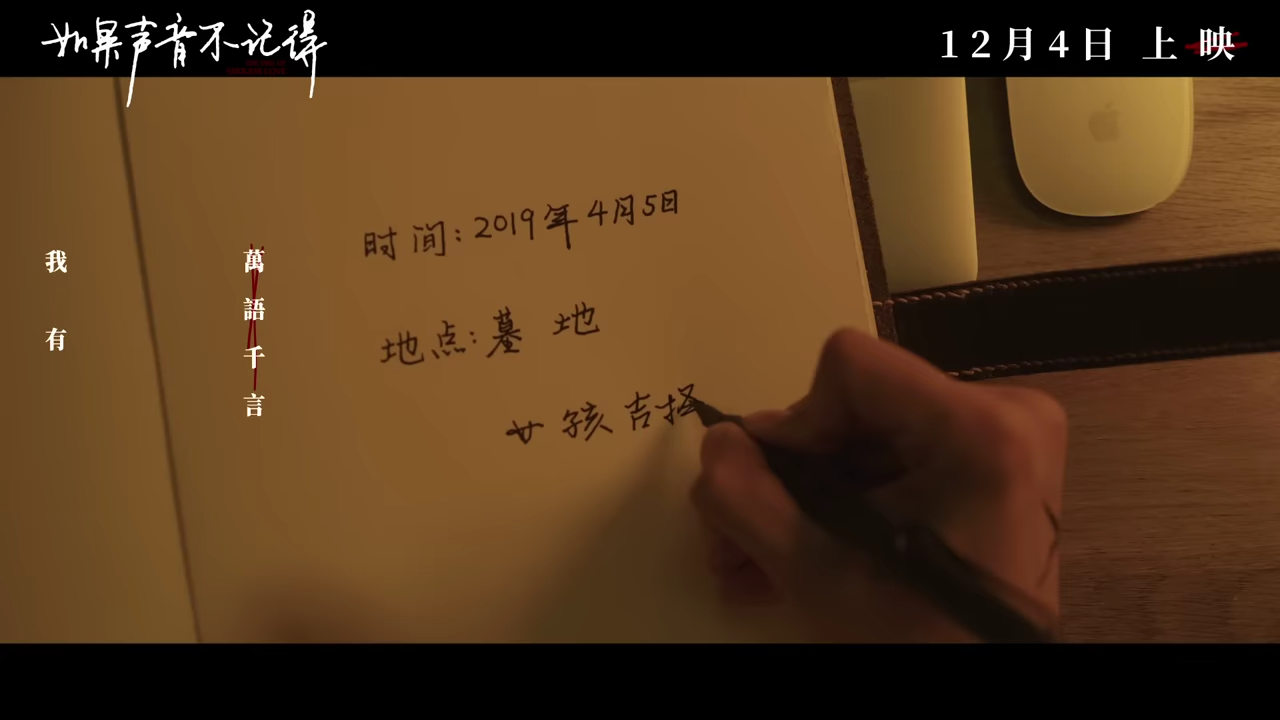 如果声音不记得
12月4日 上映
我有
萬語千言
时间:2019年4月5日
地点:墓地
女孩吉择